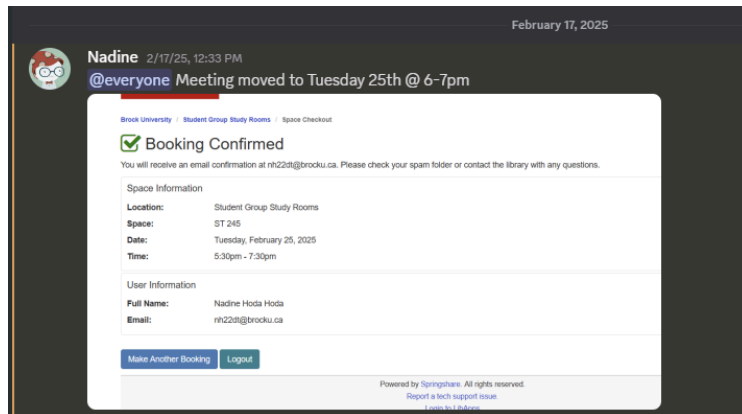 February 17, 2025
Nadine 2/17/25, 12:33 PM
@everyone Meeting moved to Tuesday 25th @ 6-7pm
Brock University / Student Group Study Rooms / Space Checkout
Booking Confirmed
You will receive an email confirmation at nh22dt@brocku.ca. Please check your spam folder or contact the library with any questions.
Space Information
Location: Student Group Study Rooms
Space: ST 245
Date: Tuesday, February 25, 2025
Time: 5:30pm - 7:30pm
User Information
Full Name: Nadine Hoda Hoda
Email: nh22dt@brocku.ca
Make Another Booking Logout
Powered by Springshare. All rights reserved.
Report a tech support issue.
Login to LibApps